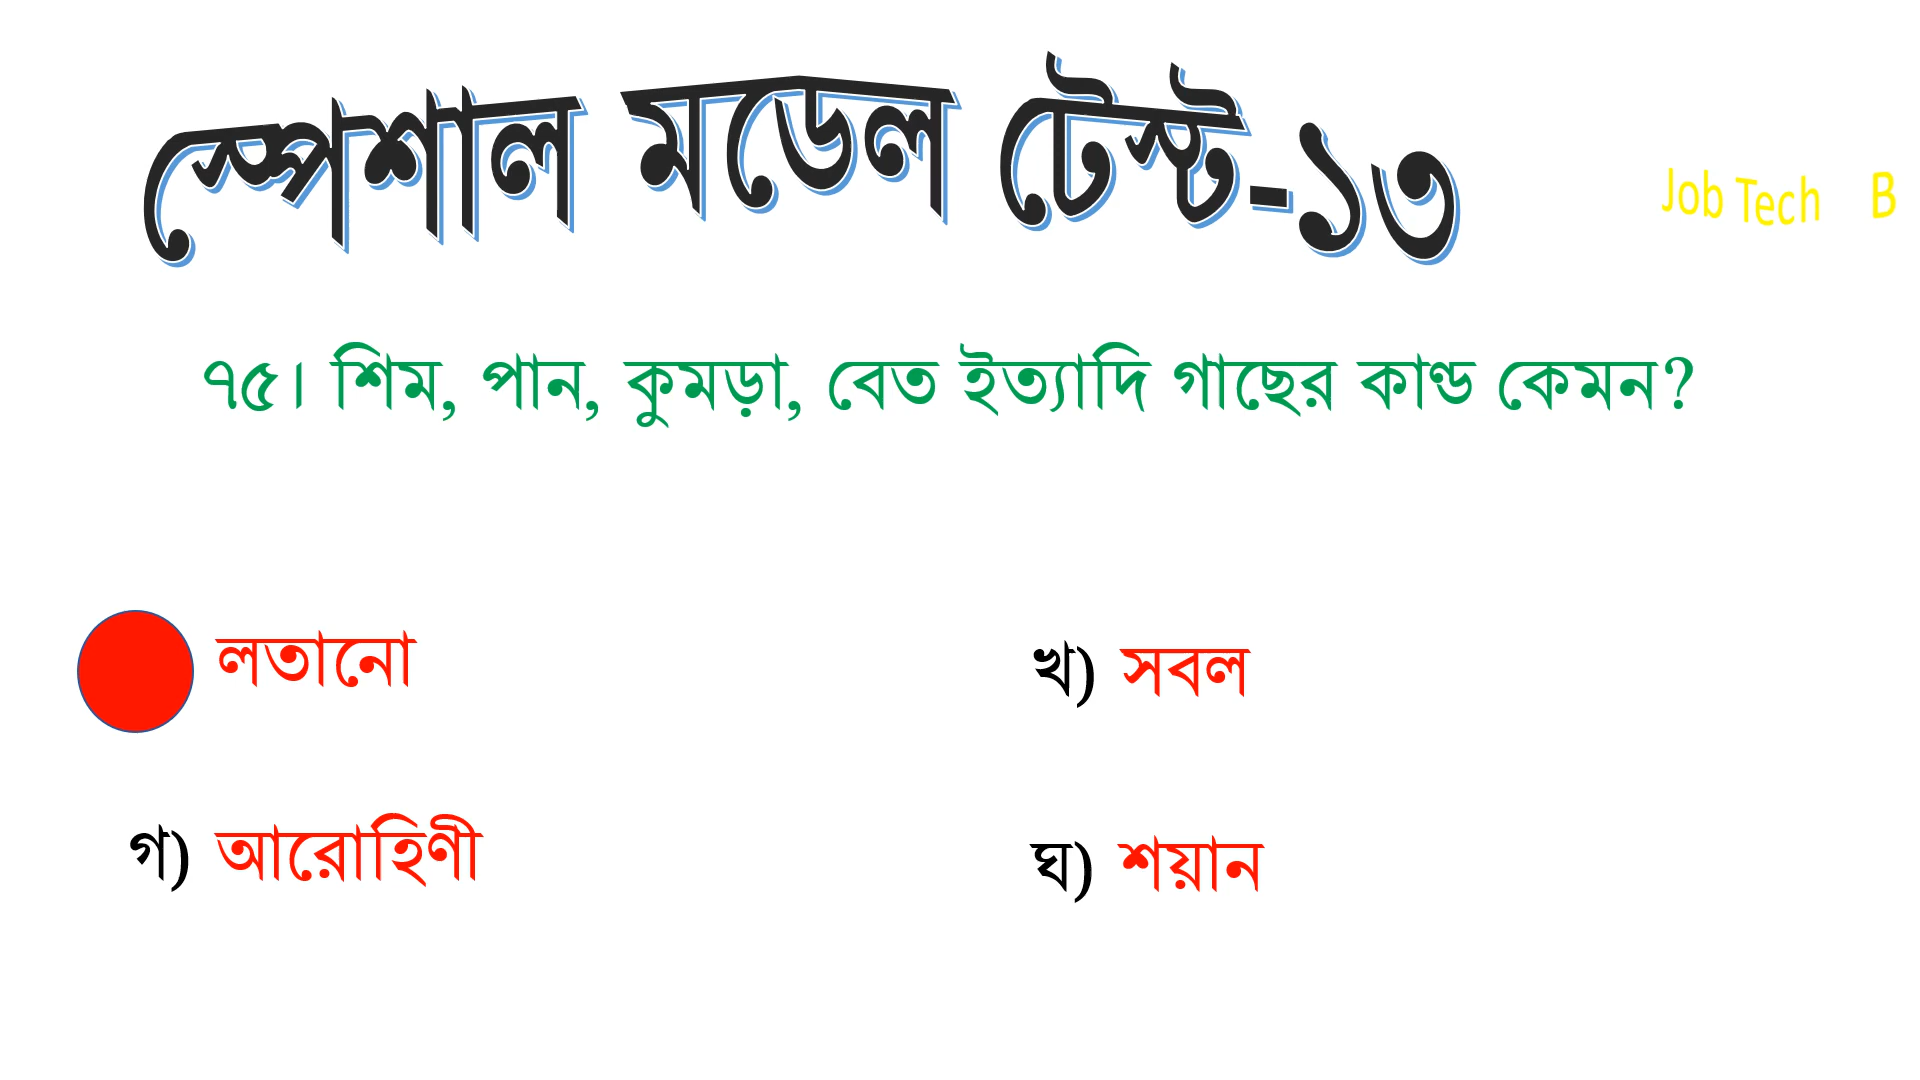 স্পেশাল মডেল টেস্ট-১৩
Job Tech B
৭৫। শিম, পান, কুমড়া, বেত ইত্যাদি গাছের কাণ্ড কেমন?
লতানো
খ) সবল
গ) আরোহিণী
ঘ) শয়ান